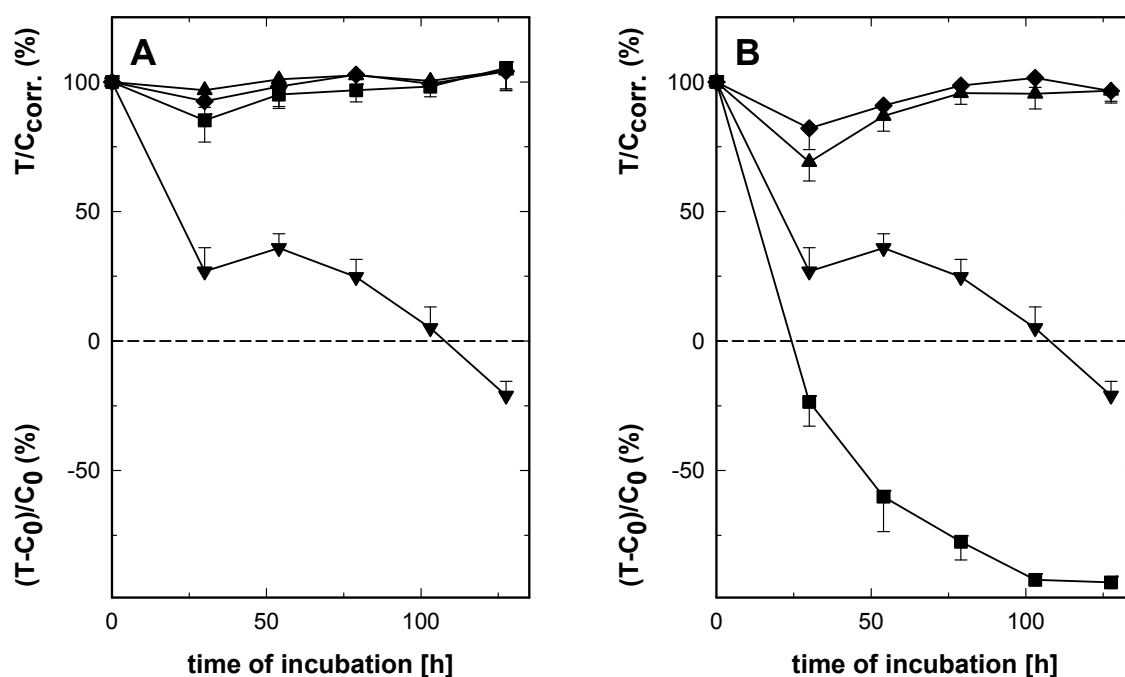 A
T/Ccorr. (%)
(T-C0)/C0 (%)
100
50
0
-50
0
50
100
time of incubation [h]
B
T/Ccorr. (%)
(T-C0)/C0 (%)
100
50
0
-50
0
50
100
time of incubation [h]